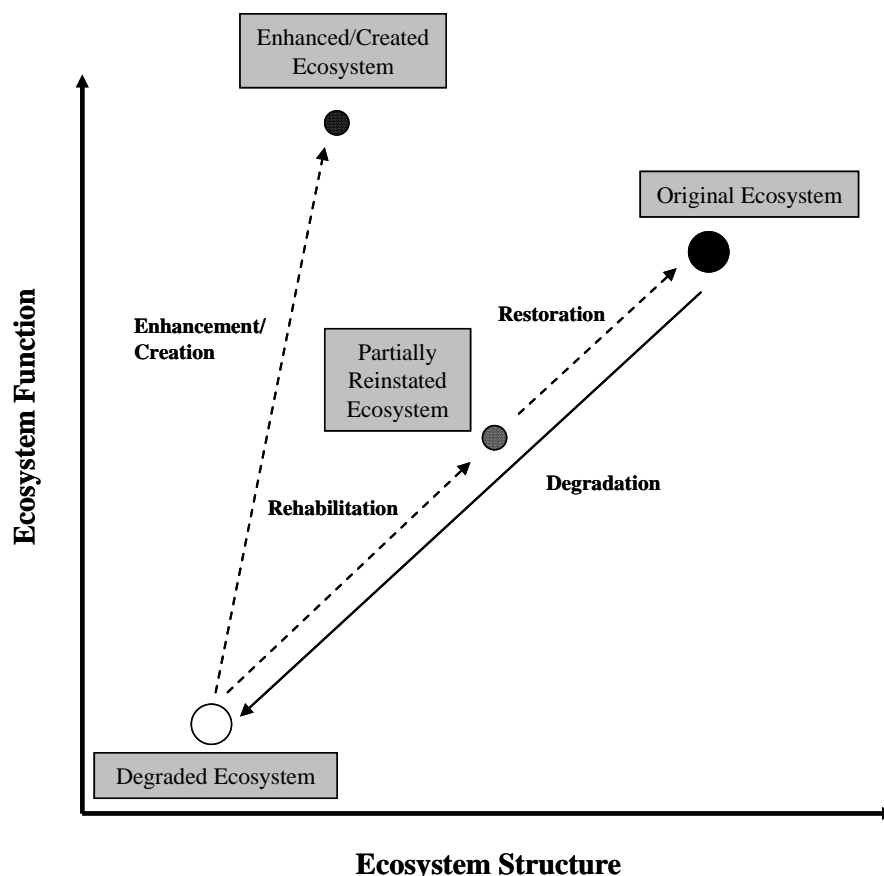 Enhanced/Created
Ecosystem
Original Ecosystem
Restoration
Enhancement/
Creation
Partially
Reinstated
Ecosystem
Degradation
Rehabilitation
Degraded Ecosystem
Ecosystem Function
Ecosystem Structure